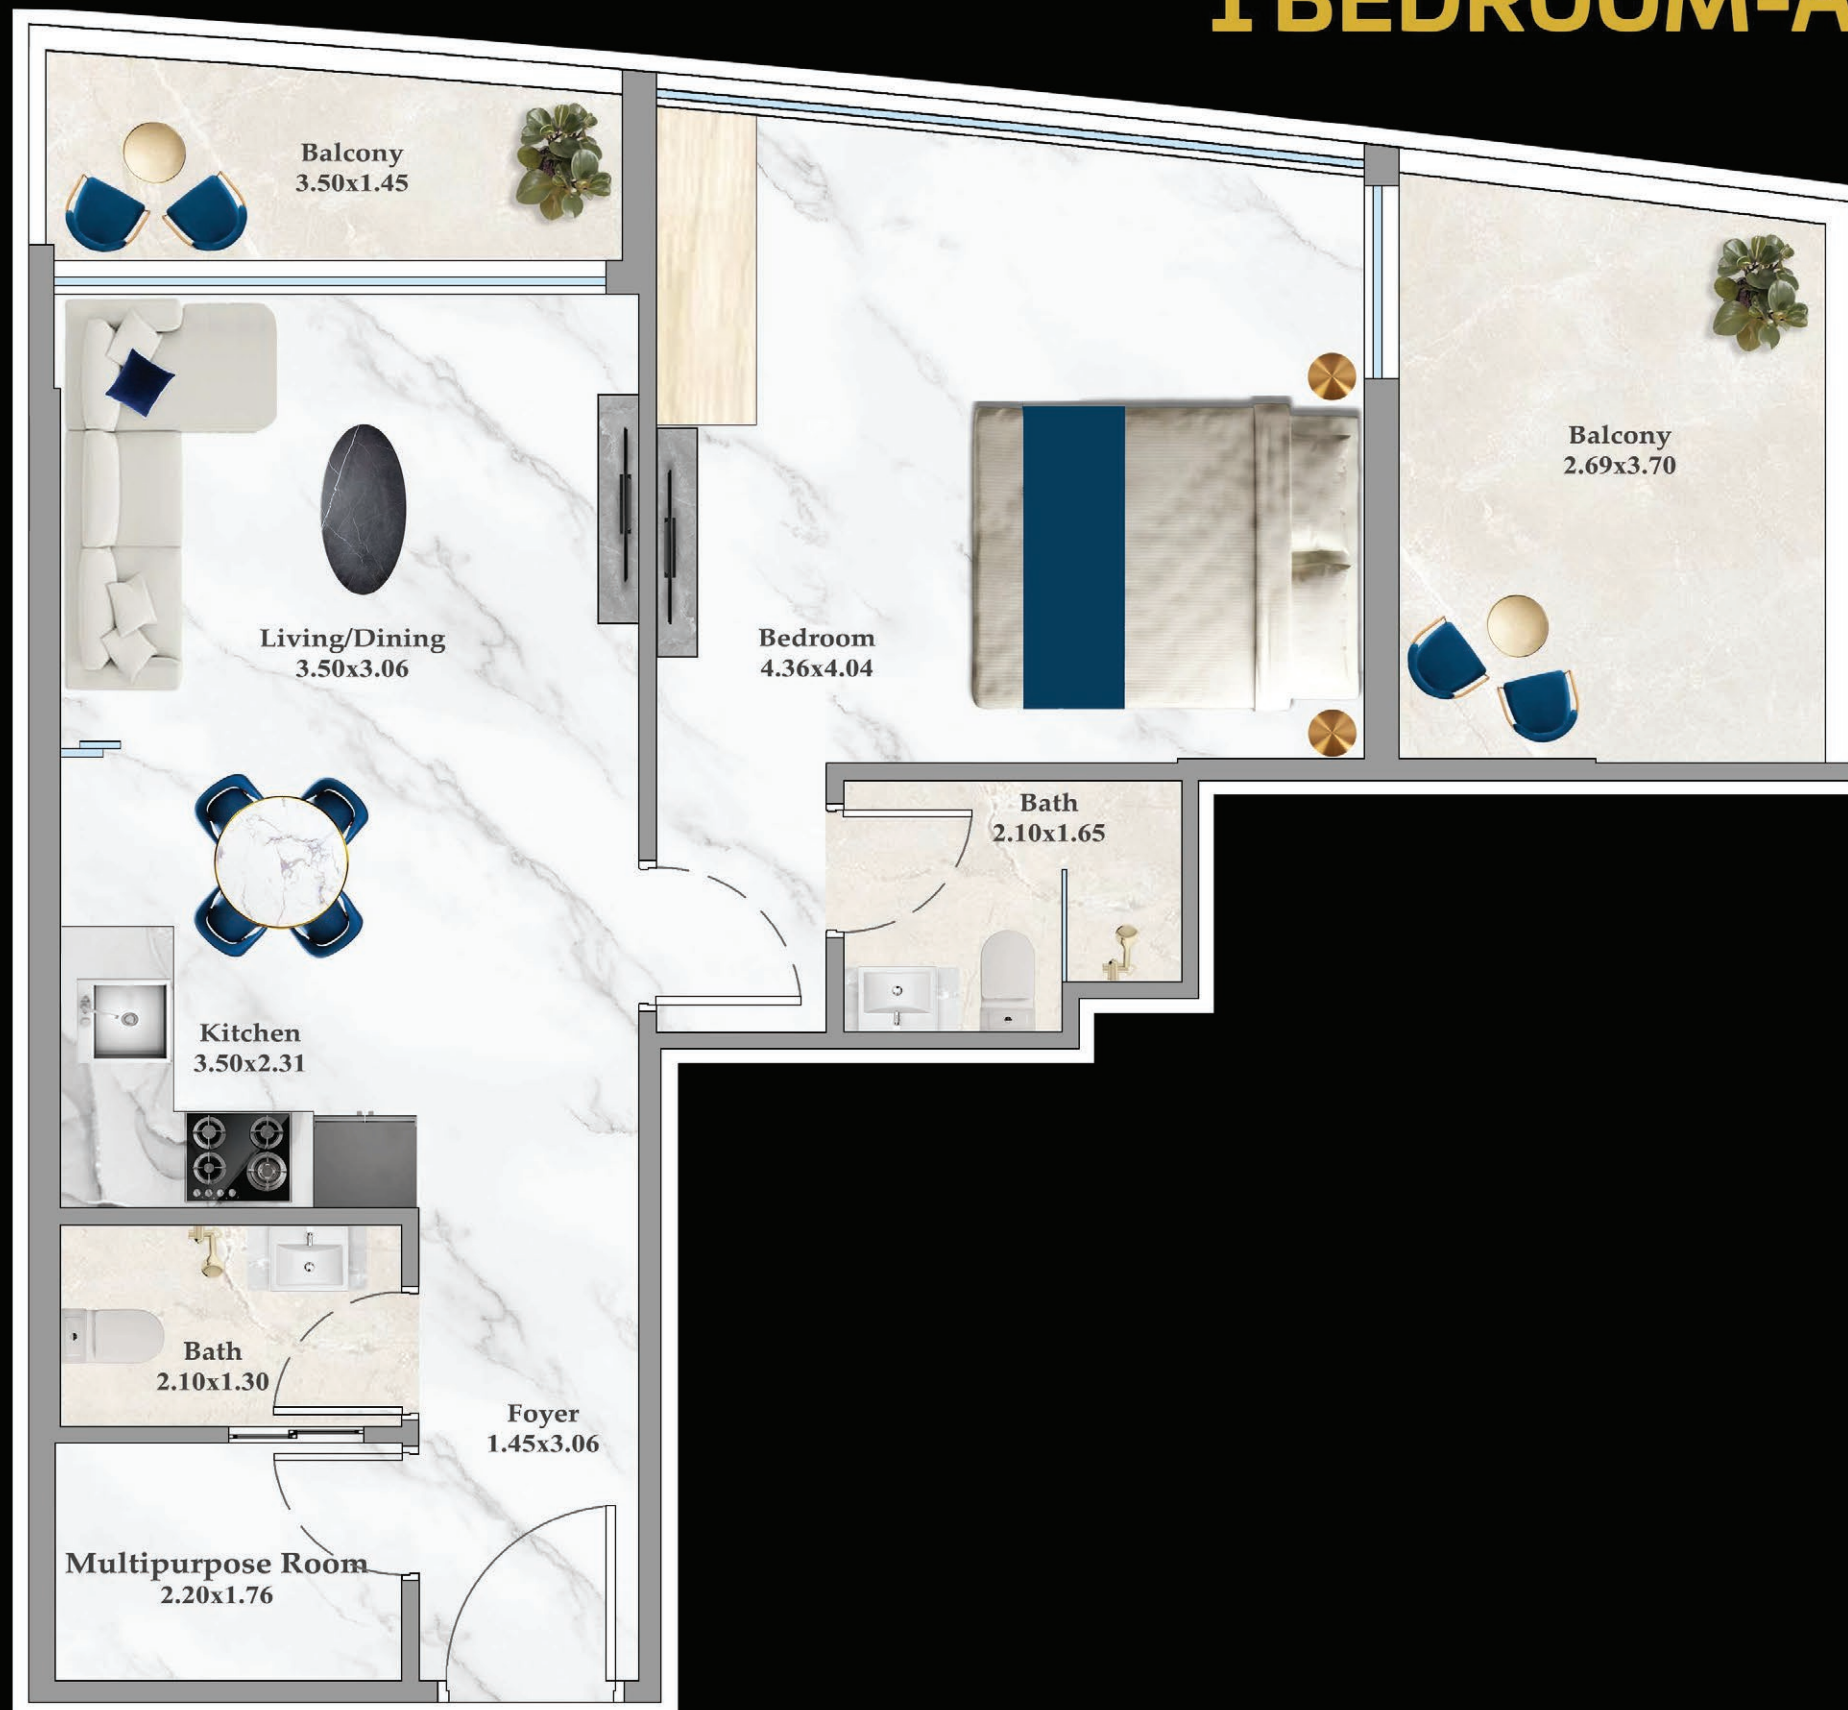 1 BEDROOM-A
Balcony
3.50x1.45
Balcony
2.69x3.70
Living/Dining
3.50x3.06
Bedroom
4.36x4.04
Bath
2.10x1.65
Kitchen
3.50x2.31
Bath
2.10x1.30
Foyer
1.45x3.06
Multipurpose Room
2.20x1.76